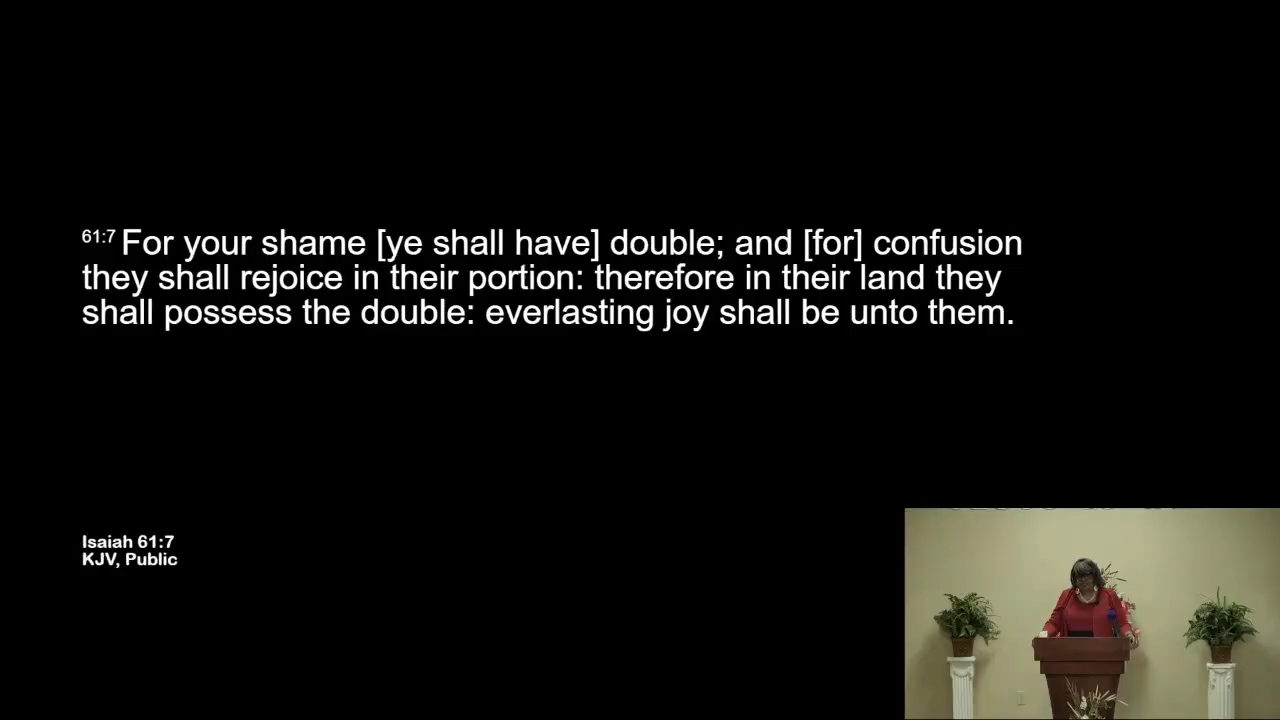 61:7 For your shame [ye shall have] double; and [for] confusion
they shall rejoice in their portion: therefore in their land they
shall possess the double: everlasting joy shall be unto them.
Isaiah 61:7
KJV, Public